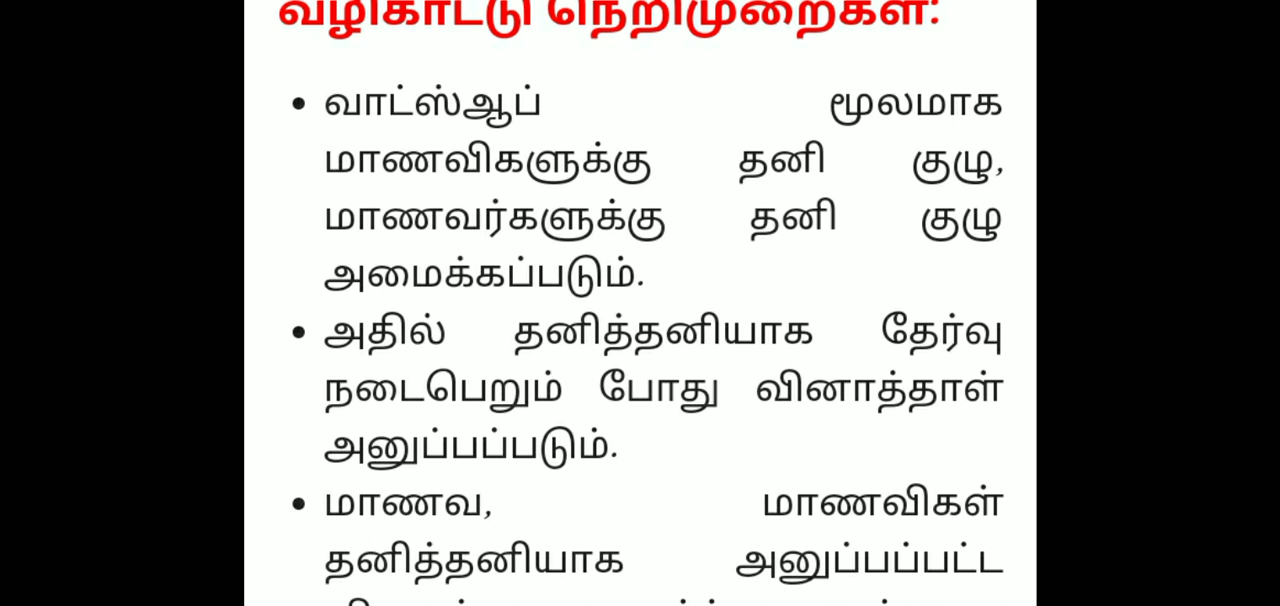 வழிகாட்டு நெறிமுறைகள்:
வாட்ஸ்ஆப் மூலமாக
மாணவிகளுக்கு தனி குழு,
மாணவர்களுக்கு தனி குழு
அமைக்கப்படும்.
அதில் தனித்தனியாக தேர்வு
நடைபெறும் போது வினாத்தாள்
அனுப்பப்படும்.
மாணவ, மாணவிகள்
தனித்தனியாக அனுப்பப்பட்ட